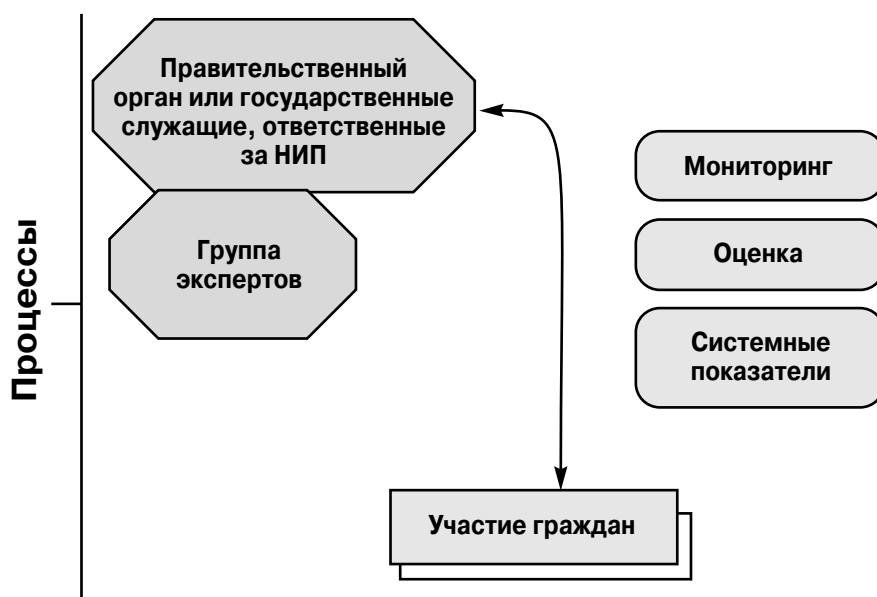 Процессы
Правительственный
орган или государственные
служащие, ответственные
за НИП
Группа
экспертов
Мониторинг
Оценка
Системные
показатели
Участие граждан